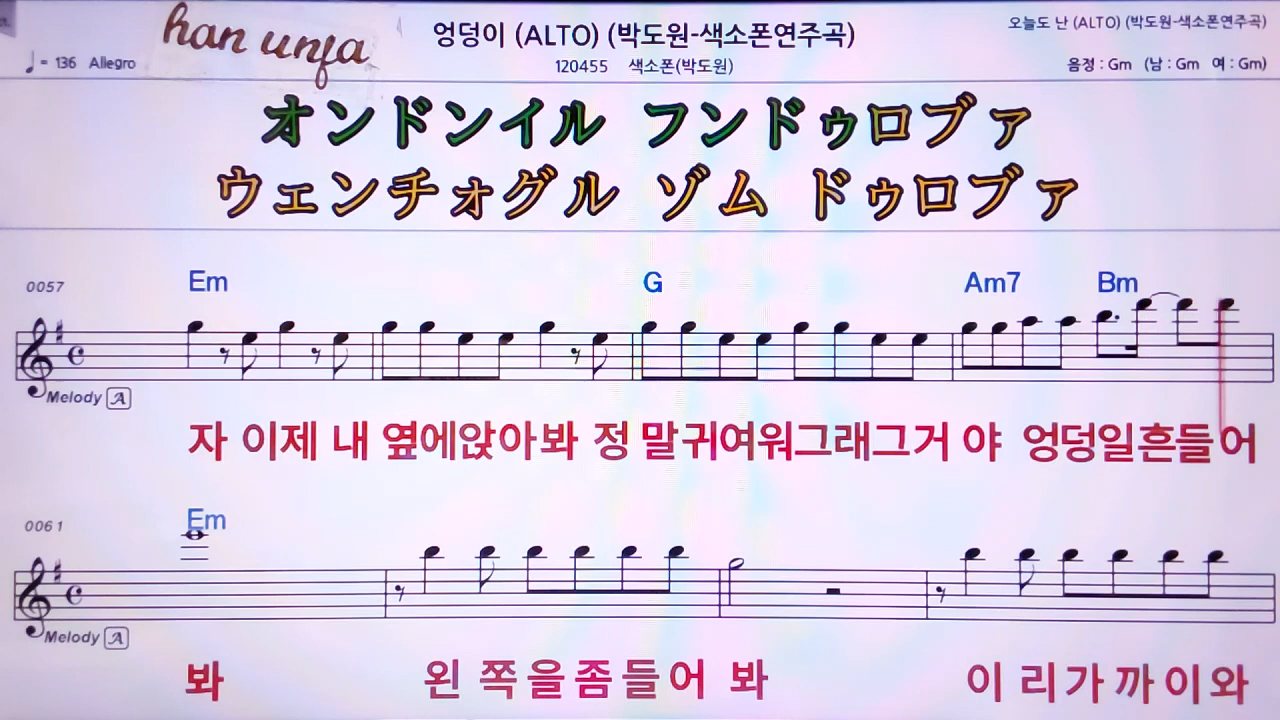 han unja
엉덩이 (ALTO) (박도원-색소폰연주곡)
오늘도 난 (ALTO) (박도원-색소폰연주곡)
♩ = 136 Allegro
120455 색소폰(박도원)
음정 : Gm (남 : Gm 여 : Gm)
オンドンイル フンドゥロブァ
ウェンチォグル ゾム ドゥロブァ
0057 Em G Am7 Bm
Melody A
자 이제 내 옆에앉아봐 정 말귀여워그래그거 야 엉덩일흔들어
0061 Em
Melody A
봐 왼 쪽을좀들어 봐 이 리가까이와